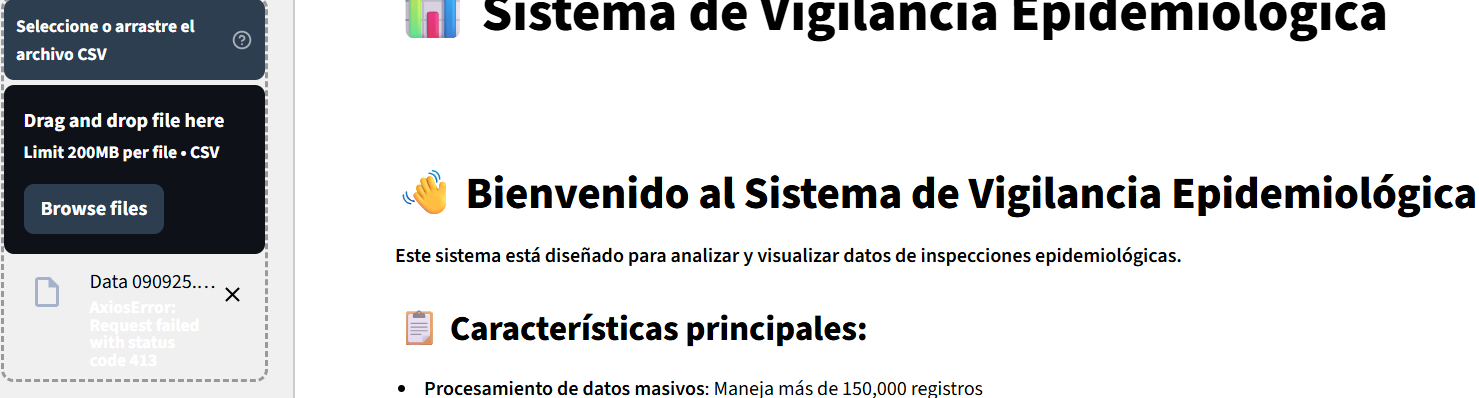 Seleccione o arrastre el
archivo CSV
Drag and drop file here
Limit 200MB per file • CSV
Browse files
Data 090925.…
AxiosError:
Request failed
with status
code 413
Sistema de Vigilancia Epidemiológica
Bienvenido al Sistema de Vigilancia Epidemiológica
Este sistema está diseñado para analizar y visualizar datos de inspecciones epidemiológicas.
Características principales:
• Procesamiento de datos masivos: Maneja más de 150,000 registros